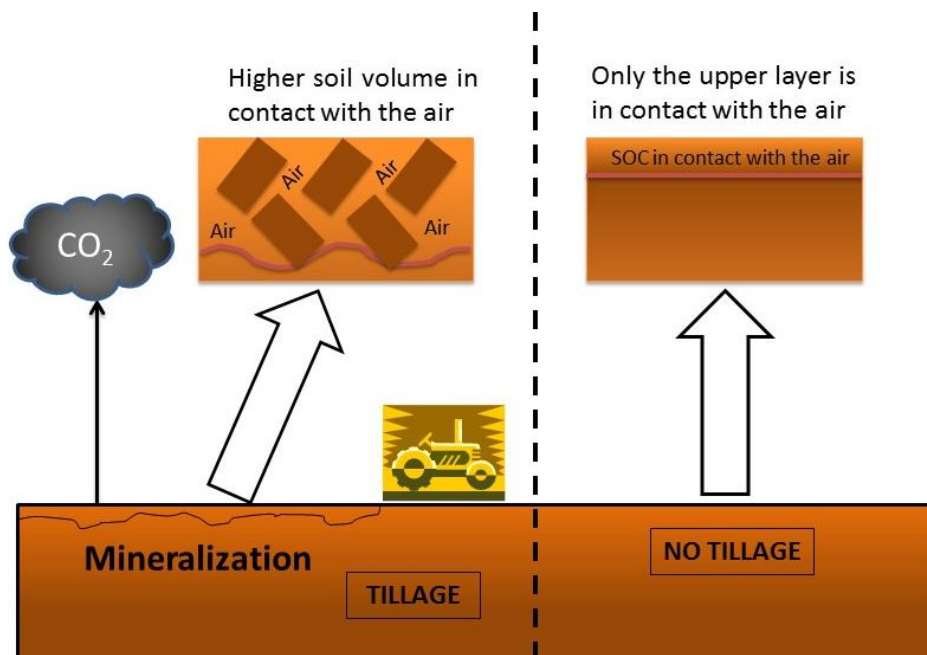 Higher soil volume in
contact with the air
Only the upper layer is
in contact with the air
Air
Air
Air
Air
SOC in contact with the air
CO2
Mineralization
TILLAGE
NO TILLAGE